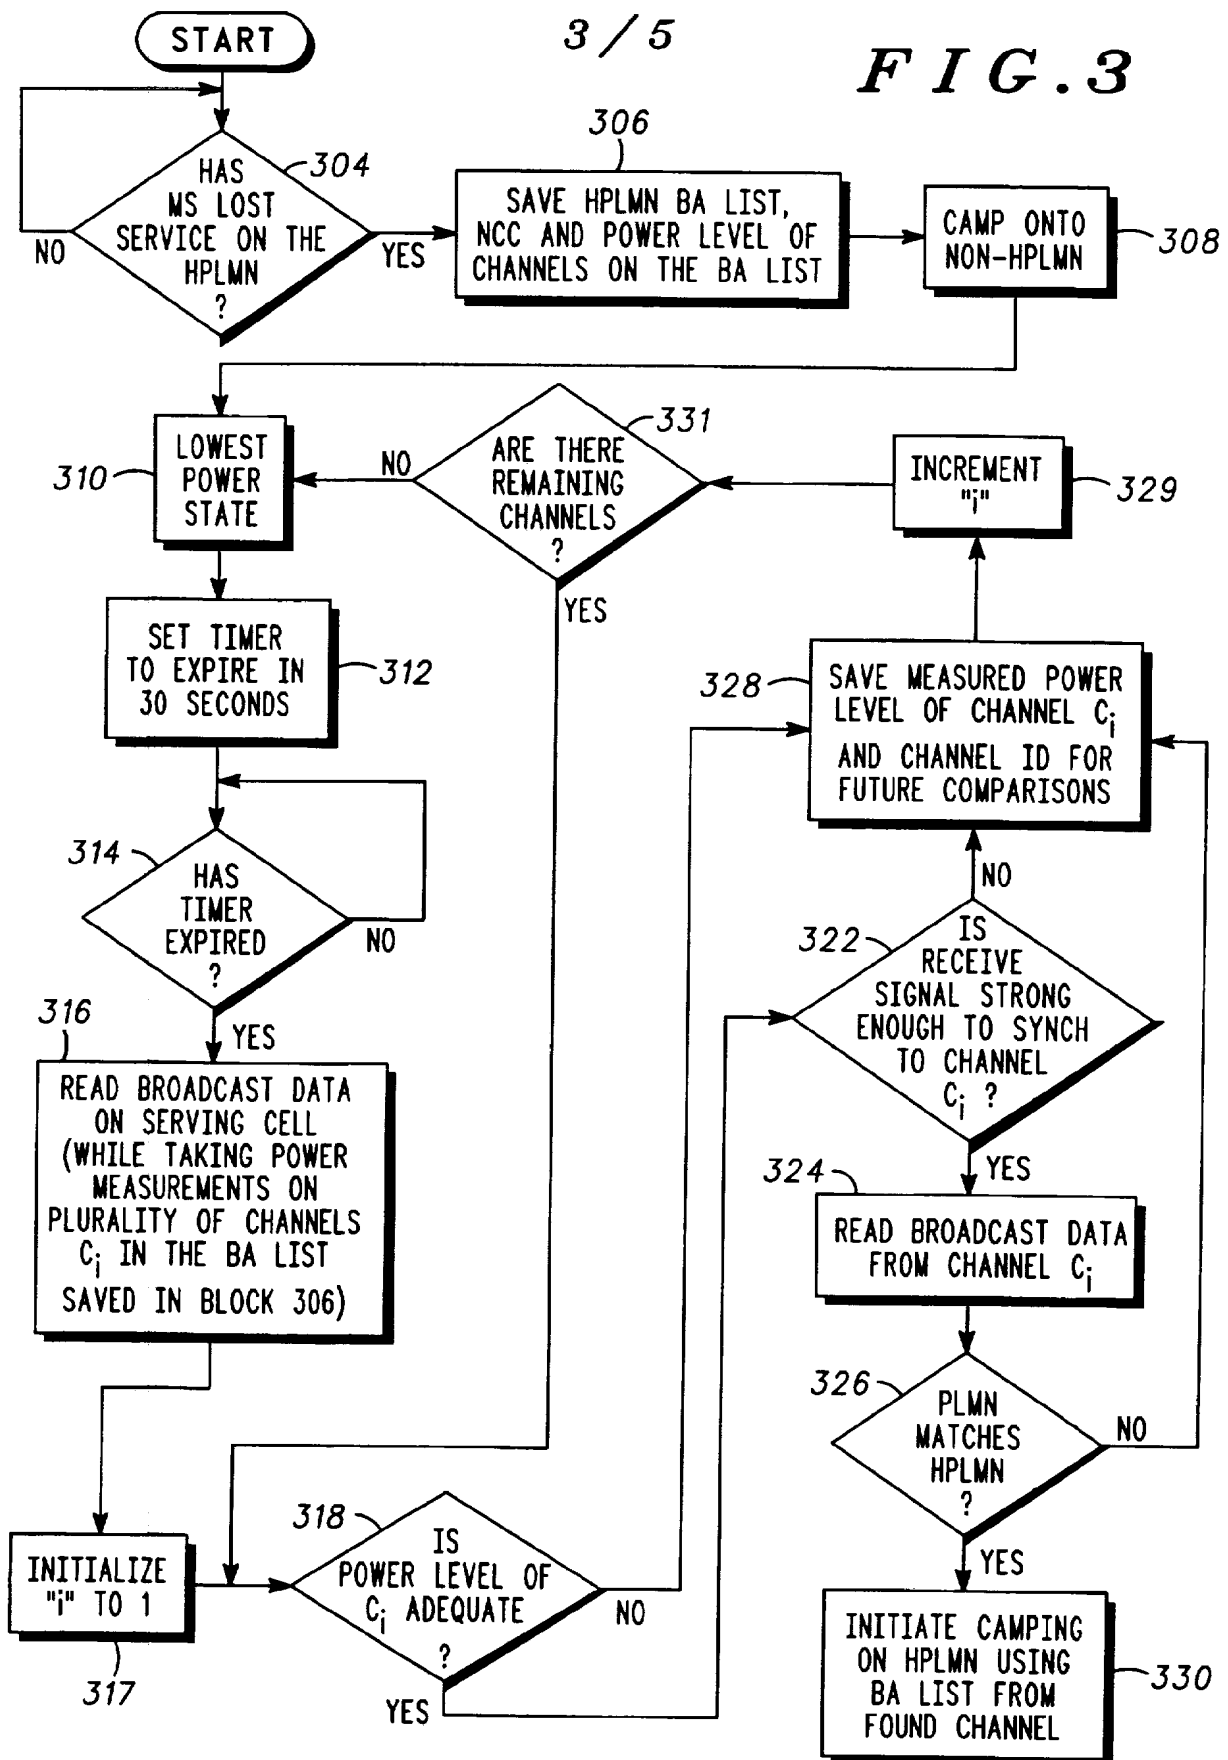 3/5
FIG.3
START
HAS
MS LOST
SERVICE ON THE
HPLMN
?
304
NO
YES
306
SAVE HPLMN BA LIST,
NCC AND POWER LEVEL OF
CHANNELS ON THE BA LIST
CAMP ONTO
NON-HPLMN
308
310
LOWEST
POWER
STATE
NO
ARE THERE
REMAINING
CHANNELS
?
331
YES
INCREMENT
"i"
329
SET TIMER
TO EXPIRE IN
30 SECONDS
312
328
SAVE MEASURED POWER
LEVEL OF CHANNEL Ci
AND CHANNEL ID FOR
FUTURE COMPARISONS
314
HAS
TIMER
EXPIRED
?
NO
YES
NO
322
IS
RECEIVE
SIGNAL STRONG
ENOUGH TO SYNCH
TO CHANNEL
Ci ?
YES
316
READ BROADCAST DATA
ON SERVING CELL
(WHILE TAKING POWER
MEASUREMENTS ON
PLURALITY OF CHANNELS
Ci IN THE BA LIST
SAVED IN BLOCK 306)
324
READ BROADCAST DATA
FROM CHANNEL Ci
326
PLMN
MATCHES
HPLMN
?
NO
YES
INITIALIZE
"i" TO 1
317
318
IS
POWER LEVEL OF
Ci ADEQUATE
?
NO
YES
INITIATE CAMPING
ON HPLMN USING
BA LIST FROM
FOUND CHANNEL
330